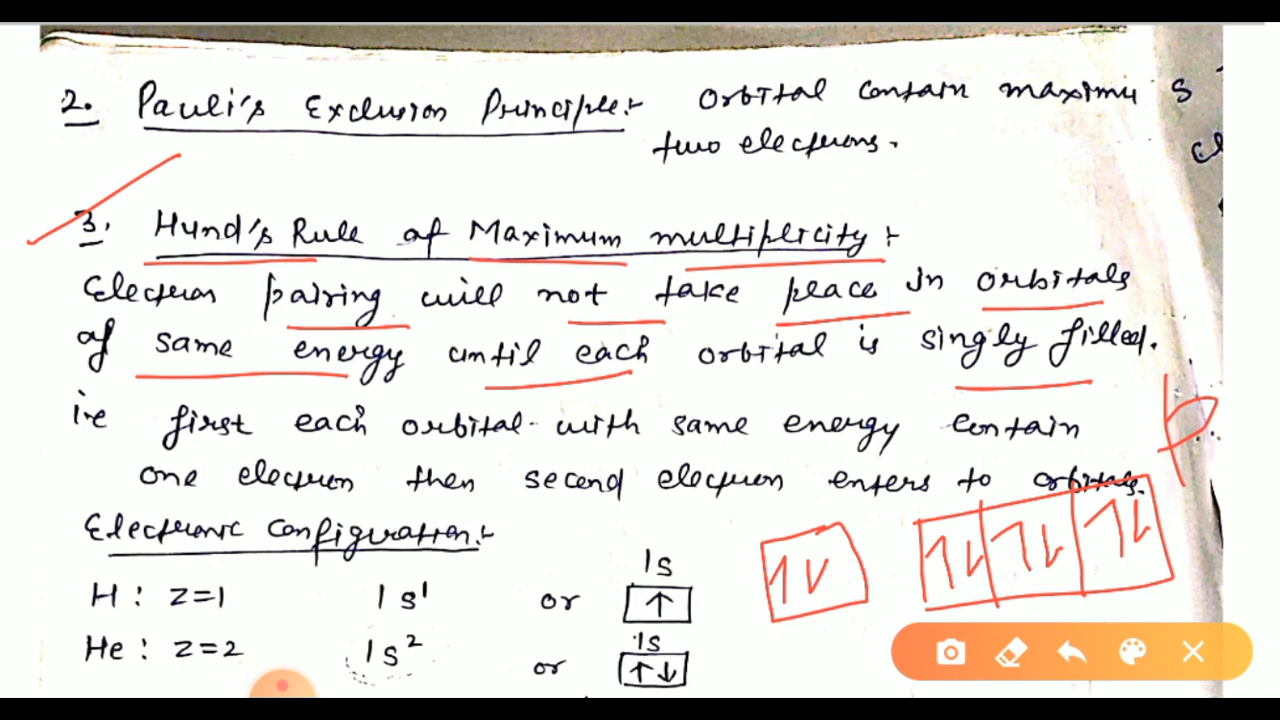 2. Pauli's Exclusion Principle:- Orbital contain maximu s
two electrons.
3. Hund's Rule of Maximum multiplicity :-
Electron pairing will not take place in orbitals
of same energy until each orbital is singly filled.
i.e first each orbital with same energy contain
one electron then second electron enters to orbitals.
p
Electronic Configuration:-
1s
H : Z=1 1s¹ or ↑
1s
He : Z=2 1s² or ↑↓
↑↓ ↑↓ ↑↓ ↑↓